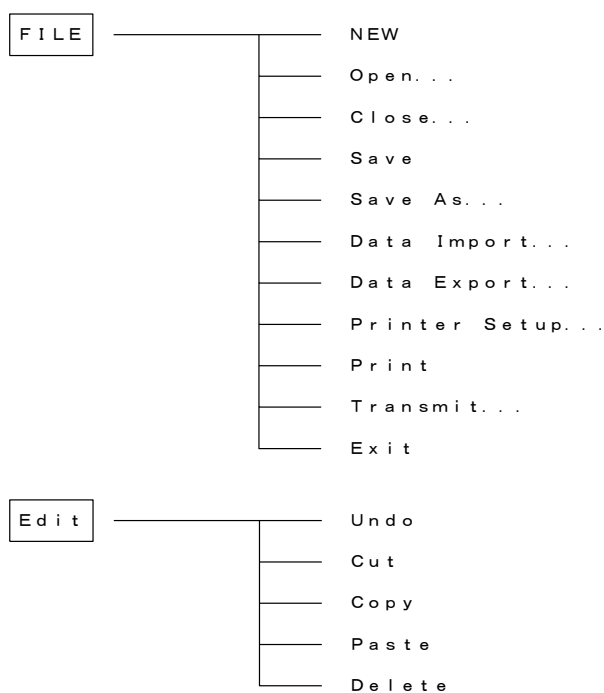 FILE
NEW
Open...
Close...
Save
Save As...
Data Import...
Data Export...
Printer Setup...
Print
Transmit...
Exit
Edit
Undo
Cut
Copy
Paste
Delete